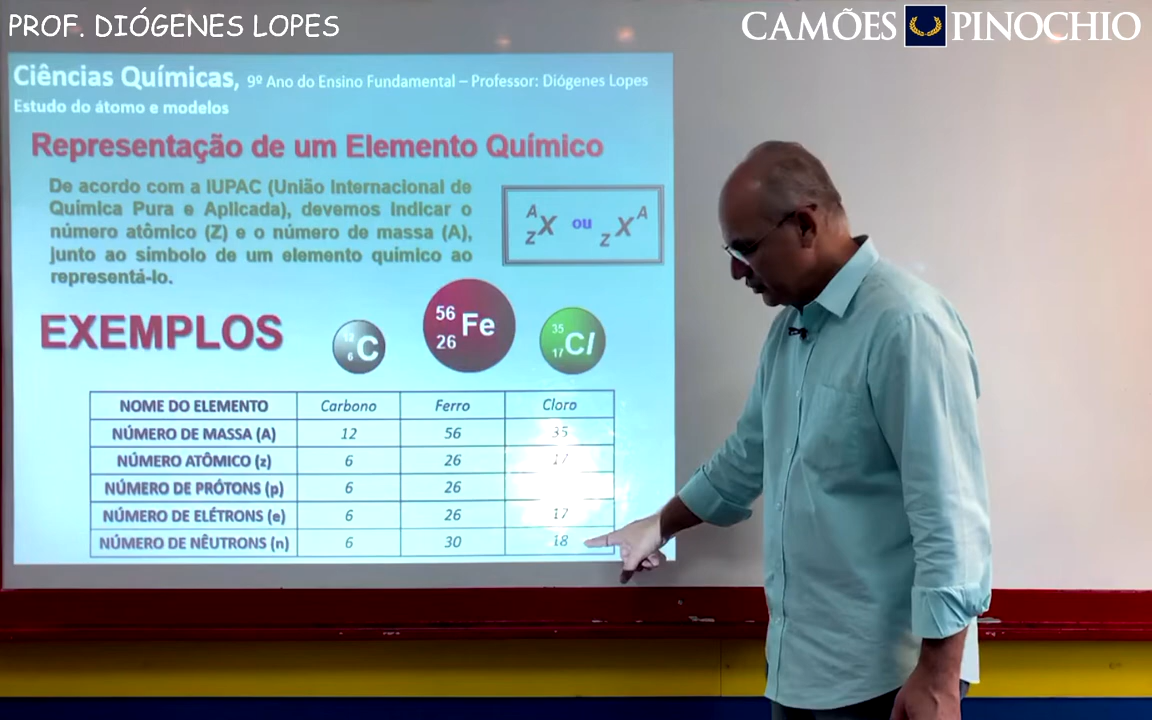 PROF. DIÓGENES LOPES
CAMÕES PINOCHIO
Ciências Químicas, 9º Ano do Ensino Fundamental – Professor: Diógenes Lopes
Estudo do átomo e modelos
Representação de um Elemento Químico
De acordo com a IUPAC (União Internacional de
Química Pura e Aplicada), devemos indicar o
número atômico (Z) e o número de massa (A),
junto ao símbolo de um elemento químico ao
representá-lo.
A X Z ou Z X A
EXEMPLOS
12 6 C
56 26 Fe
35 17 Cl
NOME DO ELEMENTO Carbono Ferro Cloro
NÚMERO DE MASSA (A) 12 56 35
NÚMERO ATÔMICO (z) 6 26 17
NÚMERO DE PRÓTONS (p) 6 26
NÚMERO DE ELÉTRONS (e) 6 26 17
NÚMERO DE NÊUTRONS (n) 6 30 18